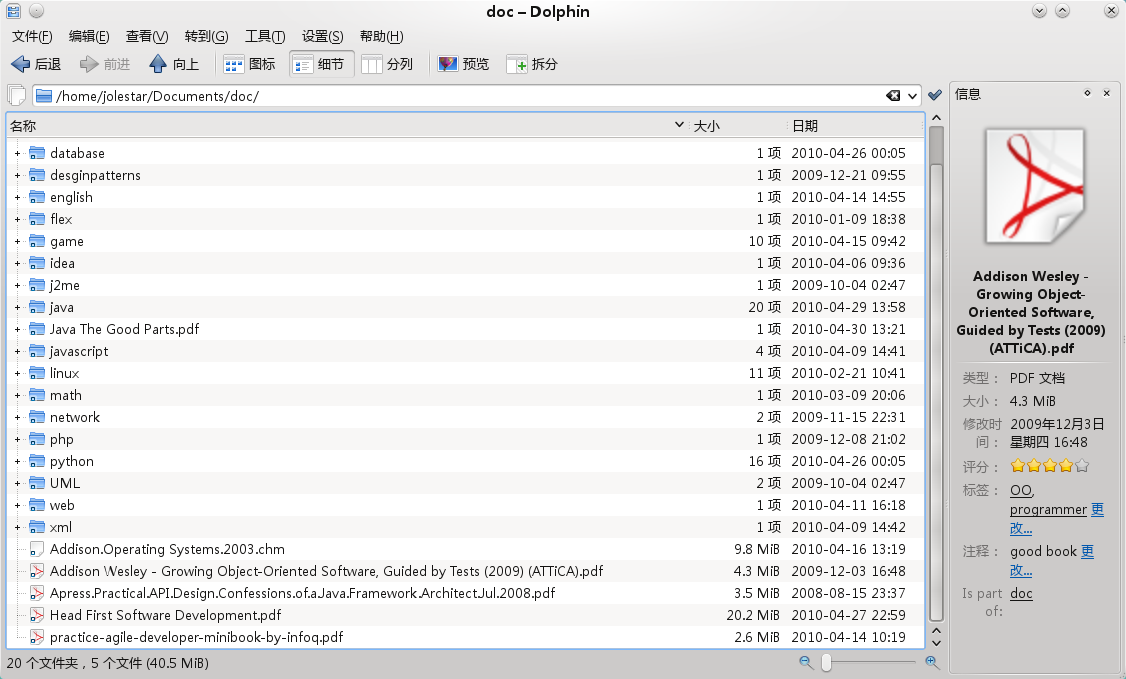 doc – Dolphin
文件(F) 编辑(E) 查看(V) 转到(G) 工具(T) 设置(S) 帮助(H)
后退 前进 向上 图标 细节 分列 预览 拆分
/home/jolestar/Documents/doc/
名称 大小 日期
database 1 项 2010-04-26 00:05
desginpatterns 1 项 2009-12-21 09:55
english 1 项 2010-04-14 14:55
flex 1 项 2010-01-09 18:38
game 10 项 2010-04-15 09:42
idea 1 项 2010-04-06 09:36
j2me 1 项 2009-10-04 02:47
java 20 项 2010-04-29 13:58
Java The Good Parts.pdf 1 项 2010-04-30 13:21
javascript 4 项 2010-04-09 14:41
linux 11 项 2010-02-21 10:41
math 1 项 2010-03-09 20:06
network 2 项 2009-11-15 22:31
php 1 项 2009-12-08 21:02
python 16 项 2010-04-26 00:05
UML 2 项 2009-10-04 02:47
web 1 项 2010-04-11 16:18
xml 1 项 2010-04-09 14:42
Addison.Operating Systems.2003.chm 9.8 MiB 2010-04-16 13:19
Addison Wesley - Growing Object-Oriented Software, Guided by Tests (2009) (ATTiCA).pdf 4.3 MiB 2009-12-03 16:48
Apress.Practical.API.Design.Confessions.of.a.Java.Framework.Architect.Jul.2008.pdf 3.5 MiB 2008-08-15 23:37
Head First Software Development.pdf 20.2 MiB 2010-04-27 22:59
practice-agile-developer-minibook-by-infoq.pdf 2.6 MiB 2010-04-14 10:19
20 个文件夹，5 个文件 (40.5 MiB)
信息
Addison Wesley -
Growing Object-
Oriented Software,
Guided by Tests (2009)
(ATTiCA).pdf
类型： PDF 文档
大小： 4.3 MiB
修改时 2009年12月3日
间： 星期四 16:48
评分：
标签： OO,
programmer 更
改...
注释： good book 更
改...
Is part doc
of: